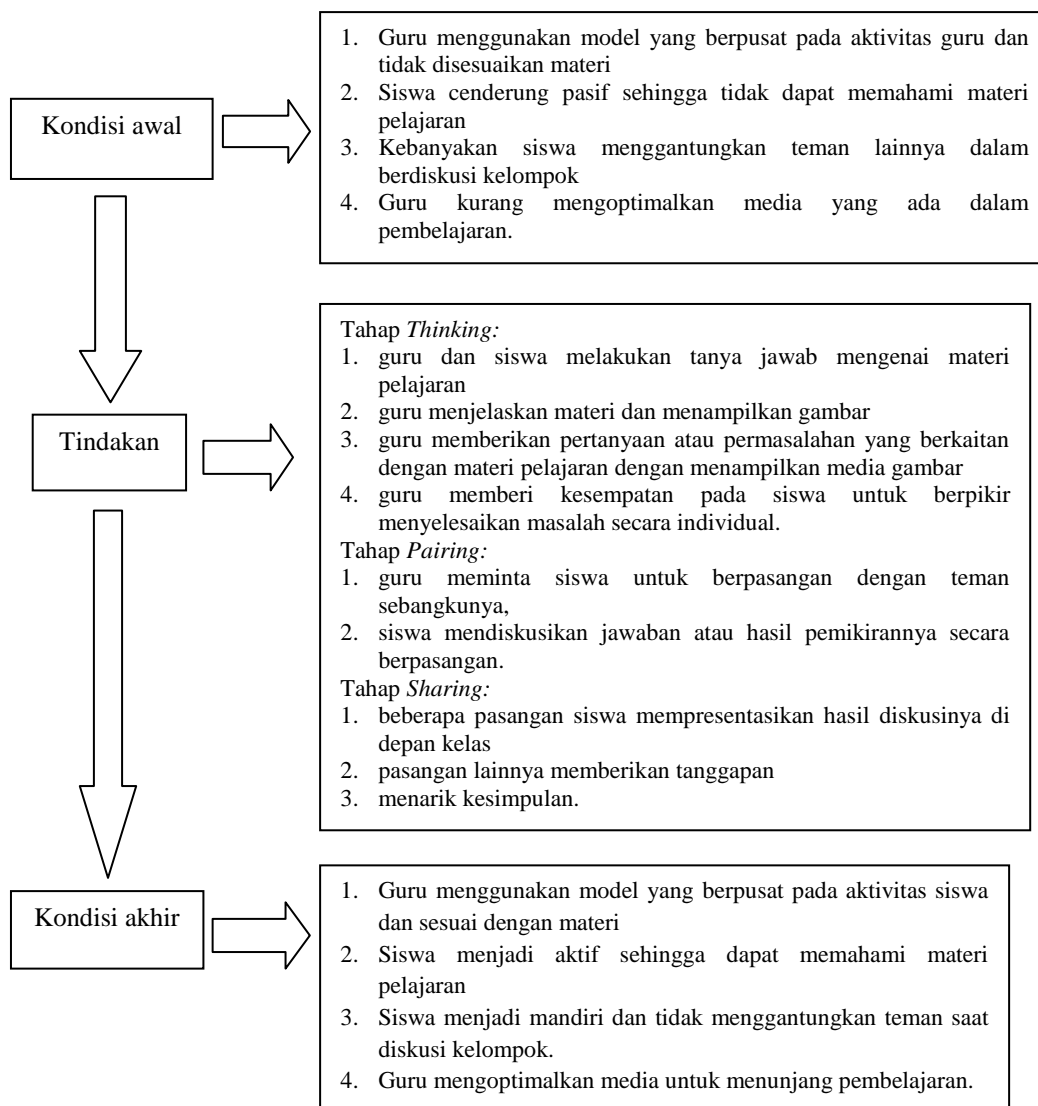 Kondisi awal
1. Guru menggunakan model yang berpusat pada aktivitas guru dan
tidak disesuaikan materi
2. Siswa cenderung pasif sehingga tidak dapat memahami materi
pelajaran
3. Kebanyakan siswa menggantungkan teman lainnya dalam
berdiskusi kelompok
4. Guru kurang mengoptimalkan media yang ada dalam
pembelajaran.
Tindakan
Tahap Thinking:
1. guru dan siswa melakukan tanya jawab mengenai materi
pelajaran
2. guru menjelaskan materi dan menampilkan gambar
3. guru memberikan pertanyaan atau permasalahan yang berkaitan
dengan materi pelajaran dengan menampilkan media gambar
4. guru memberi kesempatan pada siswa untuk berpikir
menyelesaikan masalah secara individual.
Tahap Pairing:
1. guru meminta siswa untuk berpasangan dengan teman
sebangkunya,
2. siswa mendiskusikan jawaban atau hasil pemikirannya secara
berpasangan.
Tahap Sharing:
1. beberapa pasangan siswa mempresentasikan hasil diskusinya di
depan kelas
2. pasangan lainnya memberikan tanggapan
3. menarik kesimpulan.
Kondisi akhir
1. Guru menggunakan model yang berpusat pada aktivitas siswa
dan sesuai dengan materi
2. Siswa menjadi aktif sehingga dapat memahami materi
pelajaran
3. Siswa menjadi mandiri dan tidak menggantungkan teman saat
diskusi kelompok.
4. Guru mengoptimalkan media untuk menunjang pembelajaran.